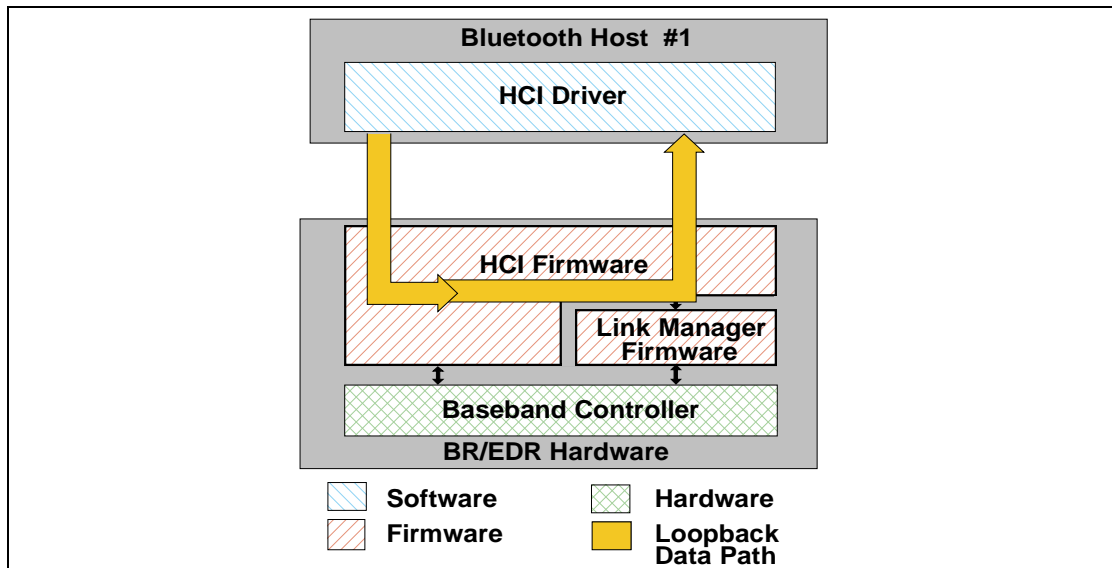 Bluetooth Host #1
HCI Driver
HCI Firmware
Link Manager
Firmware
Baseband Controller
BR/EDR Hardware
Software
Hardware
Firmware
Loopback
Data Path